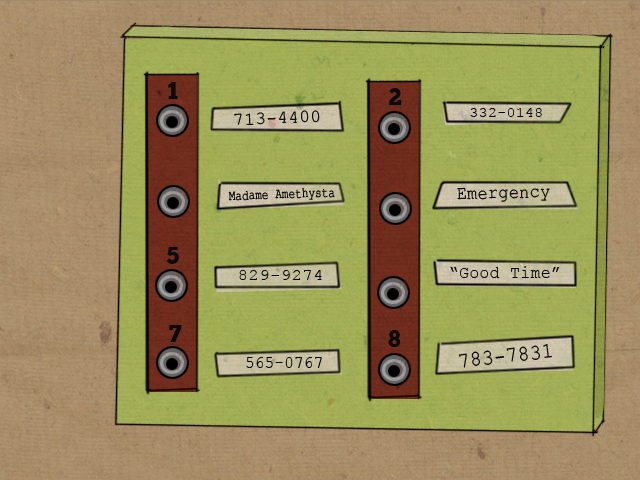 1 713-4400 2 332-0148
Madame Amethysta Emergency
5 829-9274 “Good Time”
7 565-0767 8 783-7831